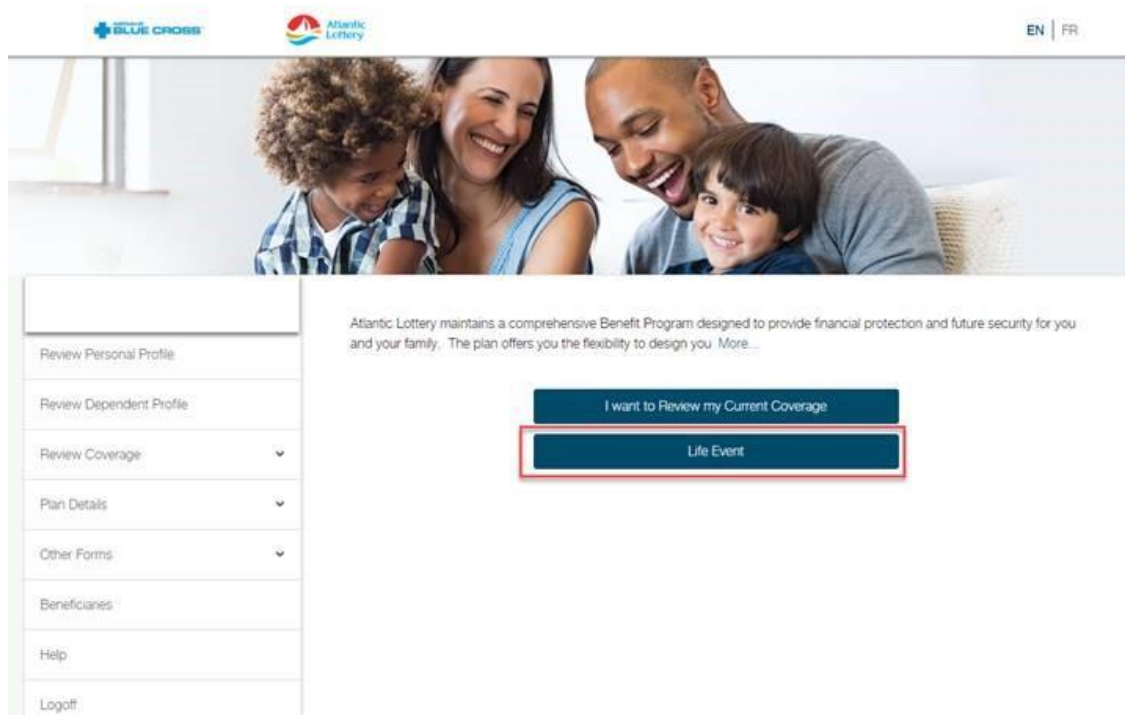 BLUE CROSS
Atlantic
Lottery
EN | FR
Atlantic Lottery maintains a comprehensive Benefit Program designed to provide financial protection and future security for you
and your family. The plan offers you the flexibility to design you More...
Review Personal Profile
Review Dependent Profile
Review Coverage
Plan Details
Other Forms
Beneficiaries
Help
Logoff
I want to Review my Current Coverage
Life Event